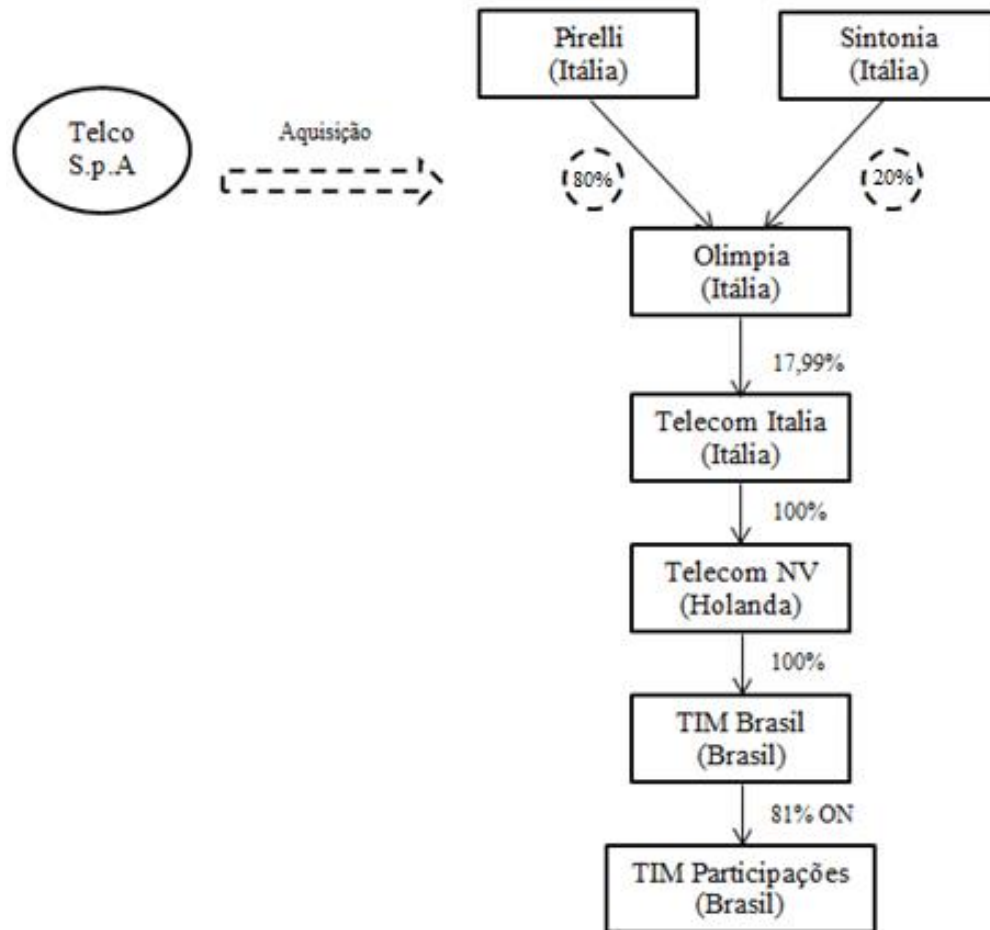 Pirelli
(Itália)
Sintonia
(Itália)
Telco
S.p.A
Aquisição
80%
20%
Olimpia
(Itália)
17,99%
Telecom Italia
(Itália)
100%
Telecom NV
(Holanda)
100%
TIM Brasil
(Brasil)
81% ON
TIM Participações
(Brasil)